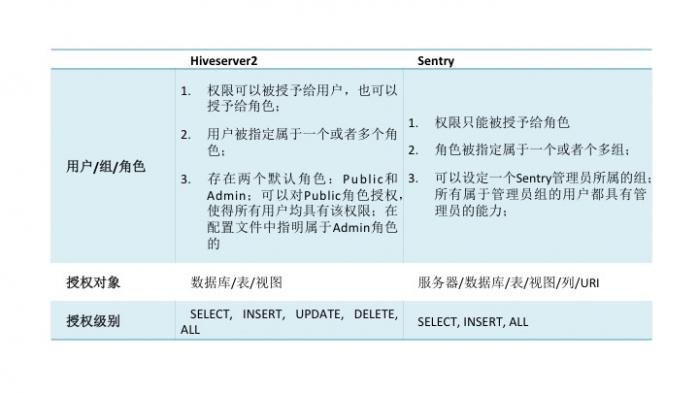 Hiveserver2
Sentry
用户/组/角色
1. 权限可以被授予给用户，也可以
授予给角色；
2. 用户被指定属于一个或者多个角
色；
3. 存在两个默认角色：Public和
Admin；可以对Public角色授权，
使得所有用户均具有该权限；在
配置文件中指明属于Admin角色
的
1. 权限只能被授予给角色
2. 角色被指定属于一个或者个多组；
3. 可以设定一个Sentry管理员所属的组；
所有属于管理员组的用户都具有管
理员的能力；
授权对象
数据库/表/视图
服务器/数据库/表/视图/列/URI
授权级别
SELECT, INSERT, UPDATE, DELETE,
ALL
SELECT, INSERT, ALL